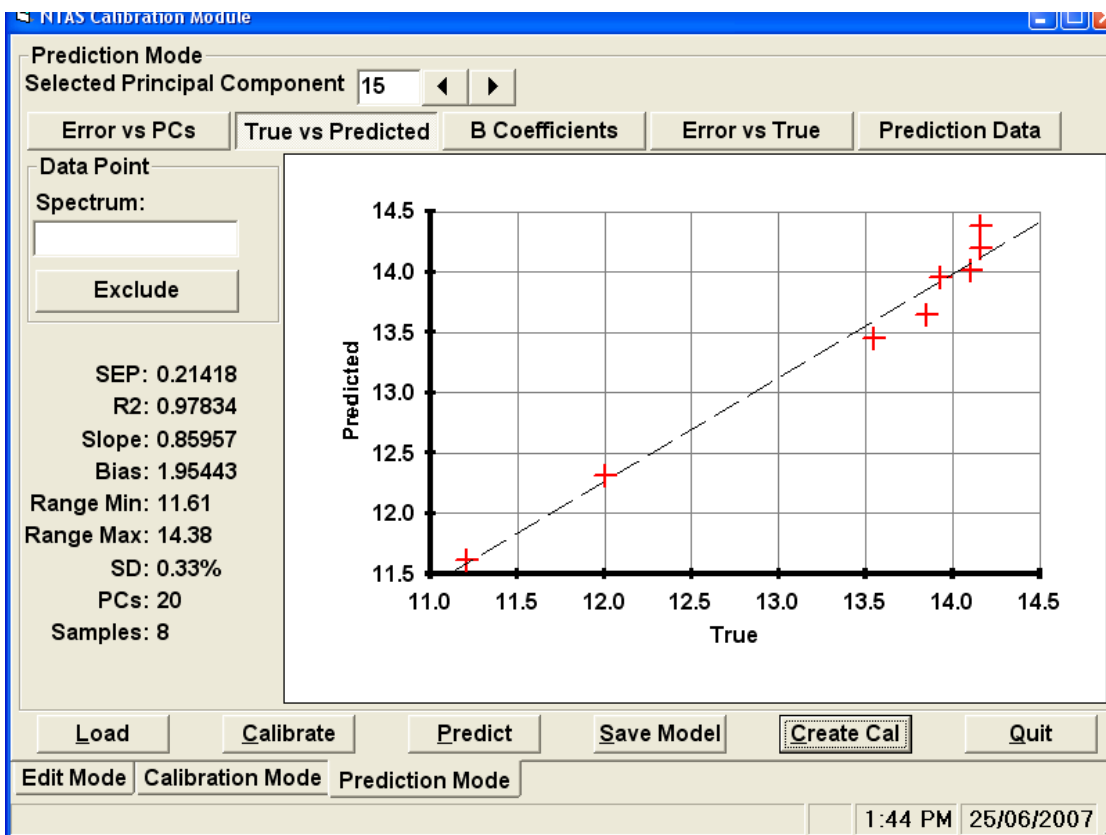 NTAS Calibration Module
Prediction Mode
Selected Principal Component 15
Error vs PCs True vs Predicted B Coefficients Error vs True Prediction Data
Data Point
Spectrum:
Exclude
SEP: 0.21418
R2: 0.97834
Slope: 0.85957
Bias: 1.95443
Range Min: 11.61
Range Max: 14.38
SD: 0.33%
PCs: 20
Samples: 8
Predicted
14.5
14.0
13.5
13.0
12.5
12.0
11.5
11.0 11.5 12.0 12.5 13.0 13.5 14.0 14.5
True
Load Calibrate Predict Save Model Create Cal Quit
Edit Mode Calibration Mode Prediction Mode
1:44 PM 25/06/2007